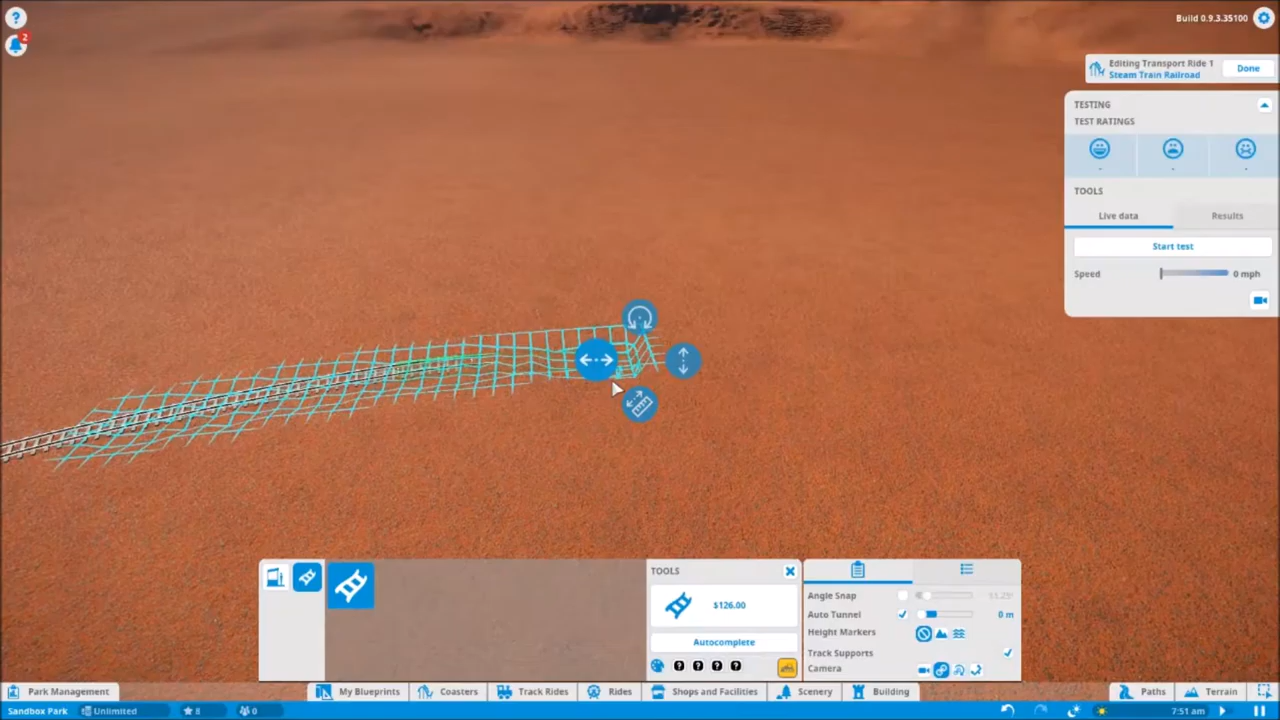 ?
Build 0.9.3.35100
2
Editing Transport Ride 1
Steam Train Railroad
Done
TESTING
TEST RATINGS
-
-
-
TOOLS
Live data
Results
Start test
Speed
0 mph
TOOLS
$126.00
Autocomplete
? ? ? ?
Angle Snap
11.25°
Auto Tunnel
0 m
Height Markers
Track Supports
Camera
Park Management
My Blueprints
Coasters
Track Rides
Rides
Shops and Facilities
Scenery
Building
Paths
Terrain
Sandbox Park
Unlimited
8
0
7:51 am